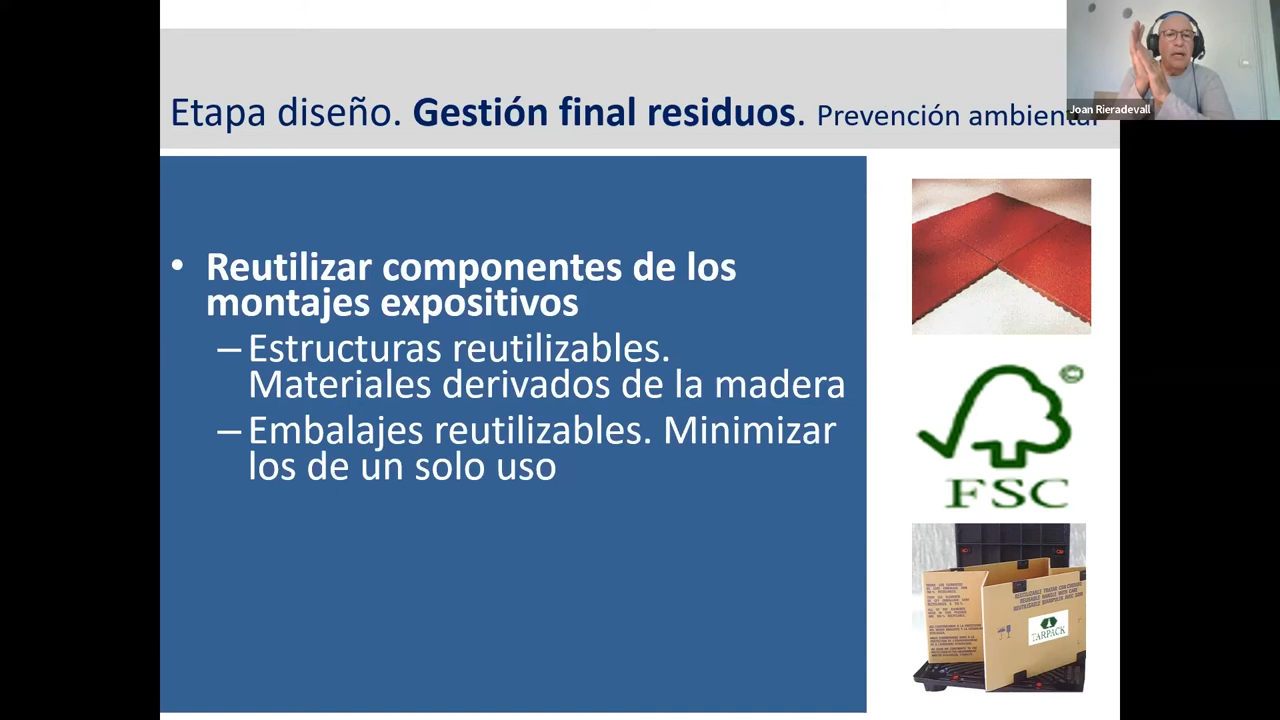 Etapa diseño. Gestión final residuos. Prevención ambiental
Joan Rieradevall
• Reutilizar componentes de los
montajes expositivos
– Estructuras reutilizables.
Materiales derivados de la madera
– Embalajes reutilizables. Minimizar
los de un solo uso
©
FSC
TARPACK